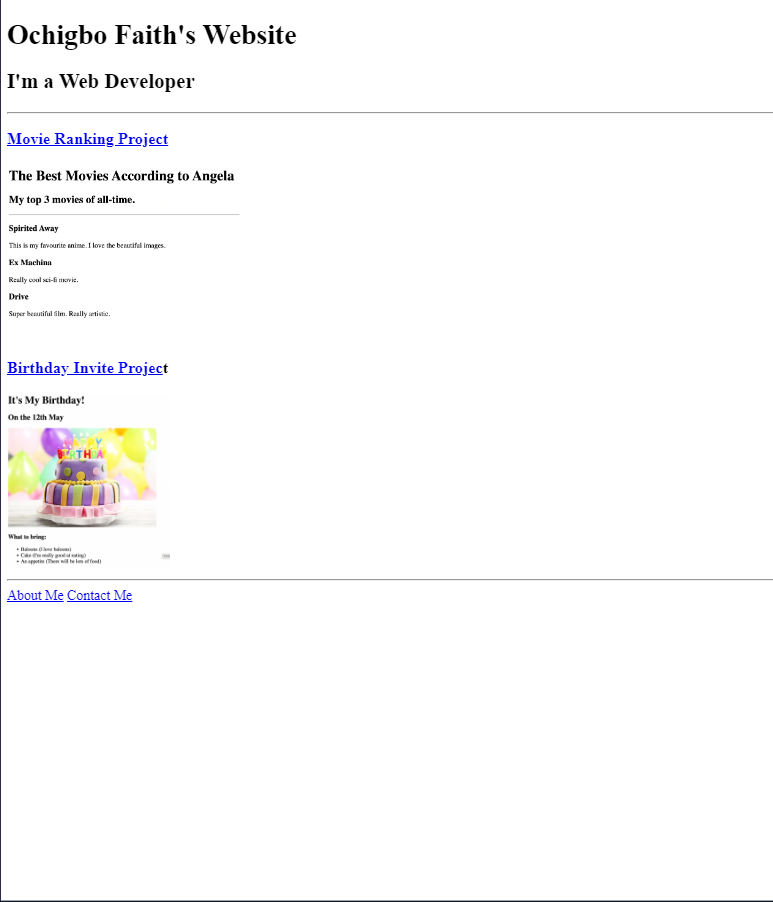 Ochigbo Faith's Website
I'm a Web Developer
Movie Ranking Project
The Best Movies According to Angela
My top 3 movies of all-time.
Spirited Away
This is my favourite anime. I love the beautiful images.
Ex Machina
Really cool sci-fi movie.
Drive
Super beautiful film. Really artistic.
Birthday Invite Project
It's My Birthday!
On the 12th May
HAPPY
BIRTHDAY
What to bring:
• Baloons (I love baloons)
• Cake (I'm really good at eating)
• An appetite (There will be lots of food)
About Me Contact Me